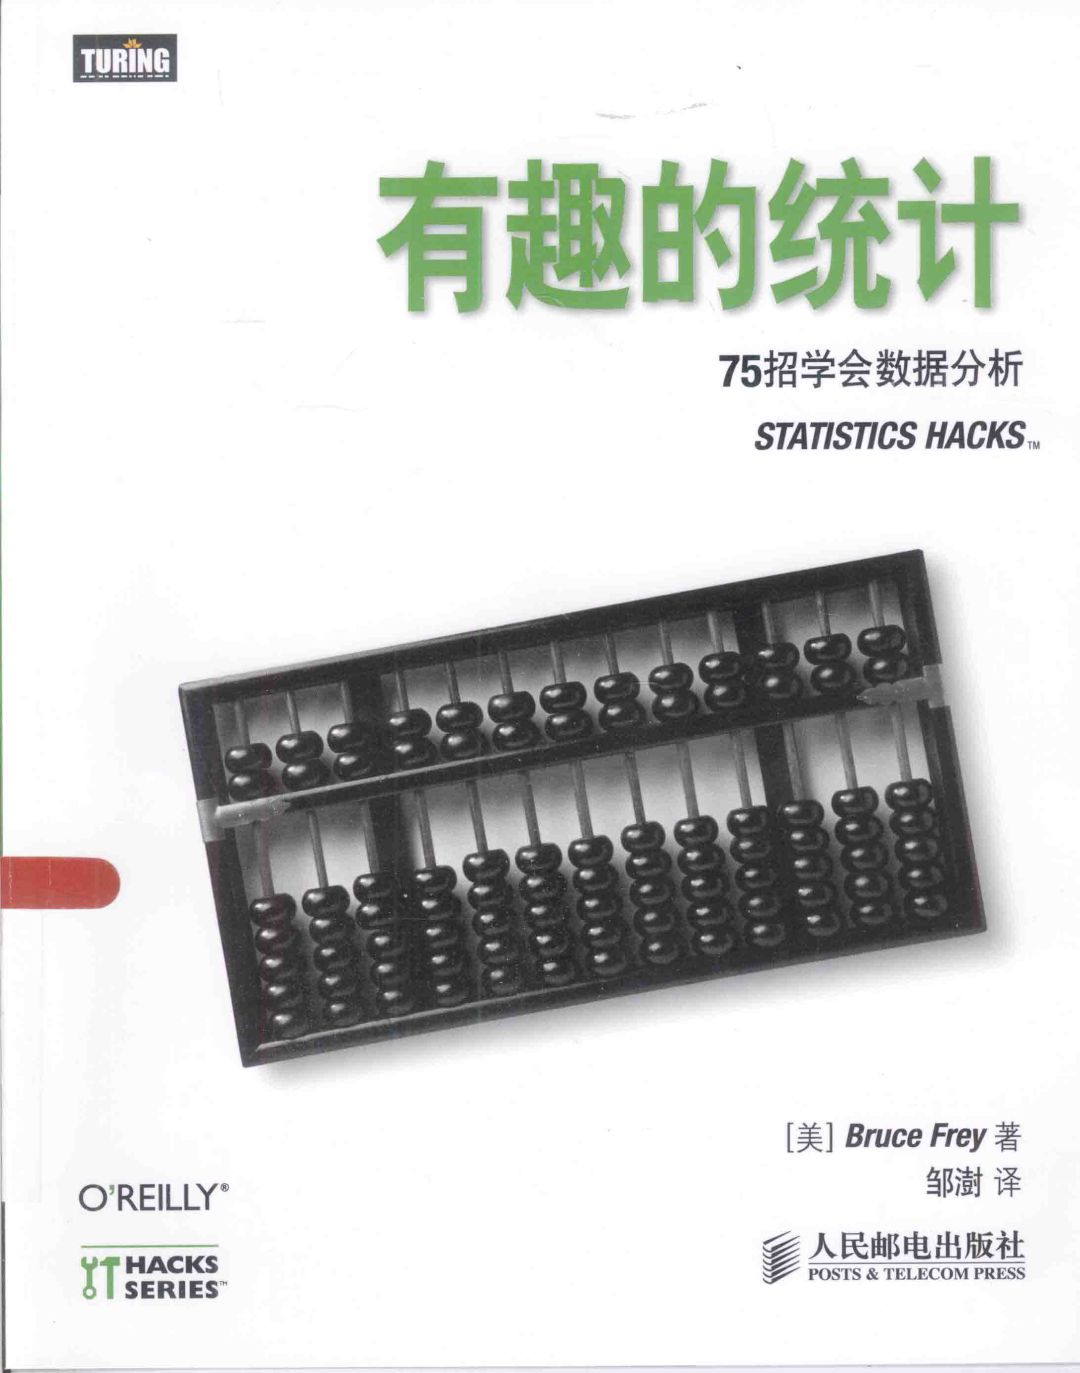 TURING
有趣的统计
75招学会数据分析
STATISTICS HACKS™
[美] Bruce Frey 著
邹澍 译
O'REILLY®
HACKS
SERIES™
人民邮电出版社
POSTS & TELECOM PRESS